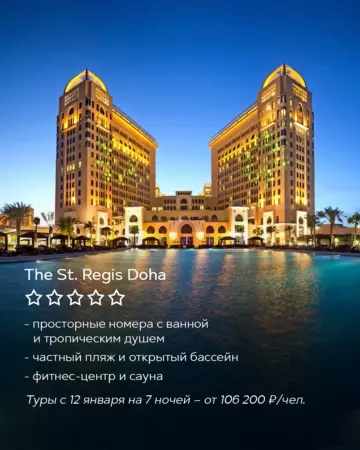 The St. Regis Doha
- просторные номера с ванной
и тропическим душем
- частный пляж и открытый бассейн
- фитнес-центр и сауна
Туры с 12 января на 7 ночей – от 106 200 ₽/чел.